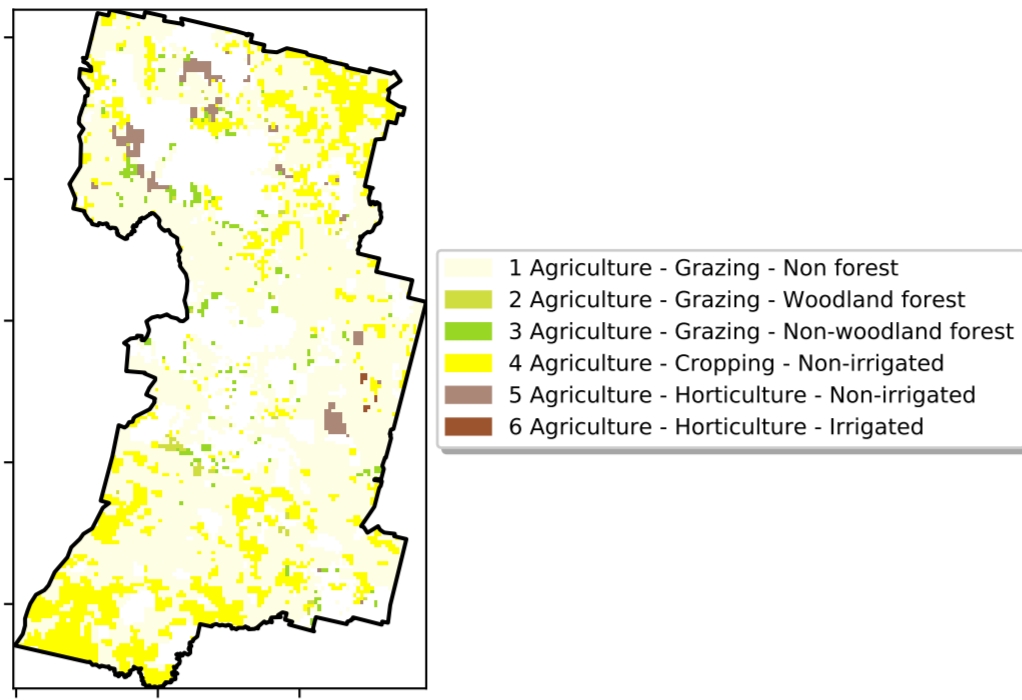 1 Agriculture - Grazing - Non forest
2 Agriculture - Grazing - Woodland forest
3 Agriculture - Grazing - Non-woodland forest
4 Agriculture - Cropping - Non-irrigated
5 Agriculture - Horticulture - Non-irrigated
6 Agriculture - Horticulture - Irrigated